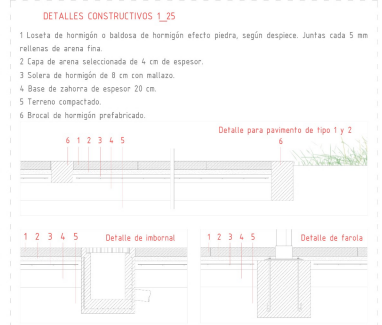 DETALLES CONSTRUCTIVOS 1_25
1 Loseta de hormigón o baldosa de hormigón efecto piedra, según despiece. Juntas cada 5 mm
rellenas de arena fina.
2 Capa de arena seleccionada de 4 cm de espesor.
3 Solera de hormigón de 8 cm con mallazo.
4 Base de zahorra de espesor 20 cm.
5 Terreno compactado.
6 Brocal de hormigón prefabricado.
Detalle para pavimento de tipo 1 y 2
6 1 2 3 4 5
6
1 2 3 4 5 Detalle de imbornal
1 2 3 4 5 Detalle de farola